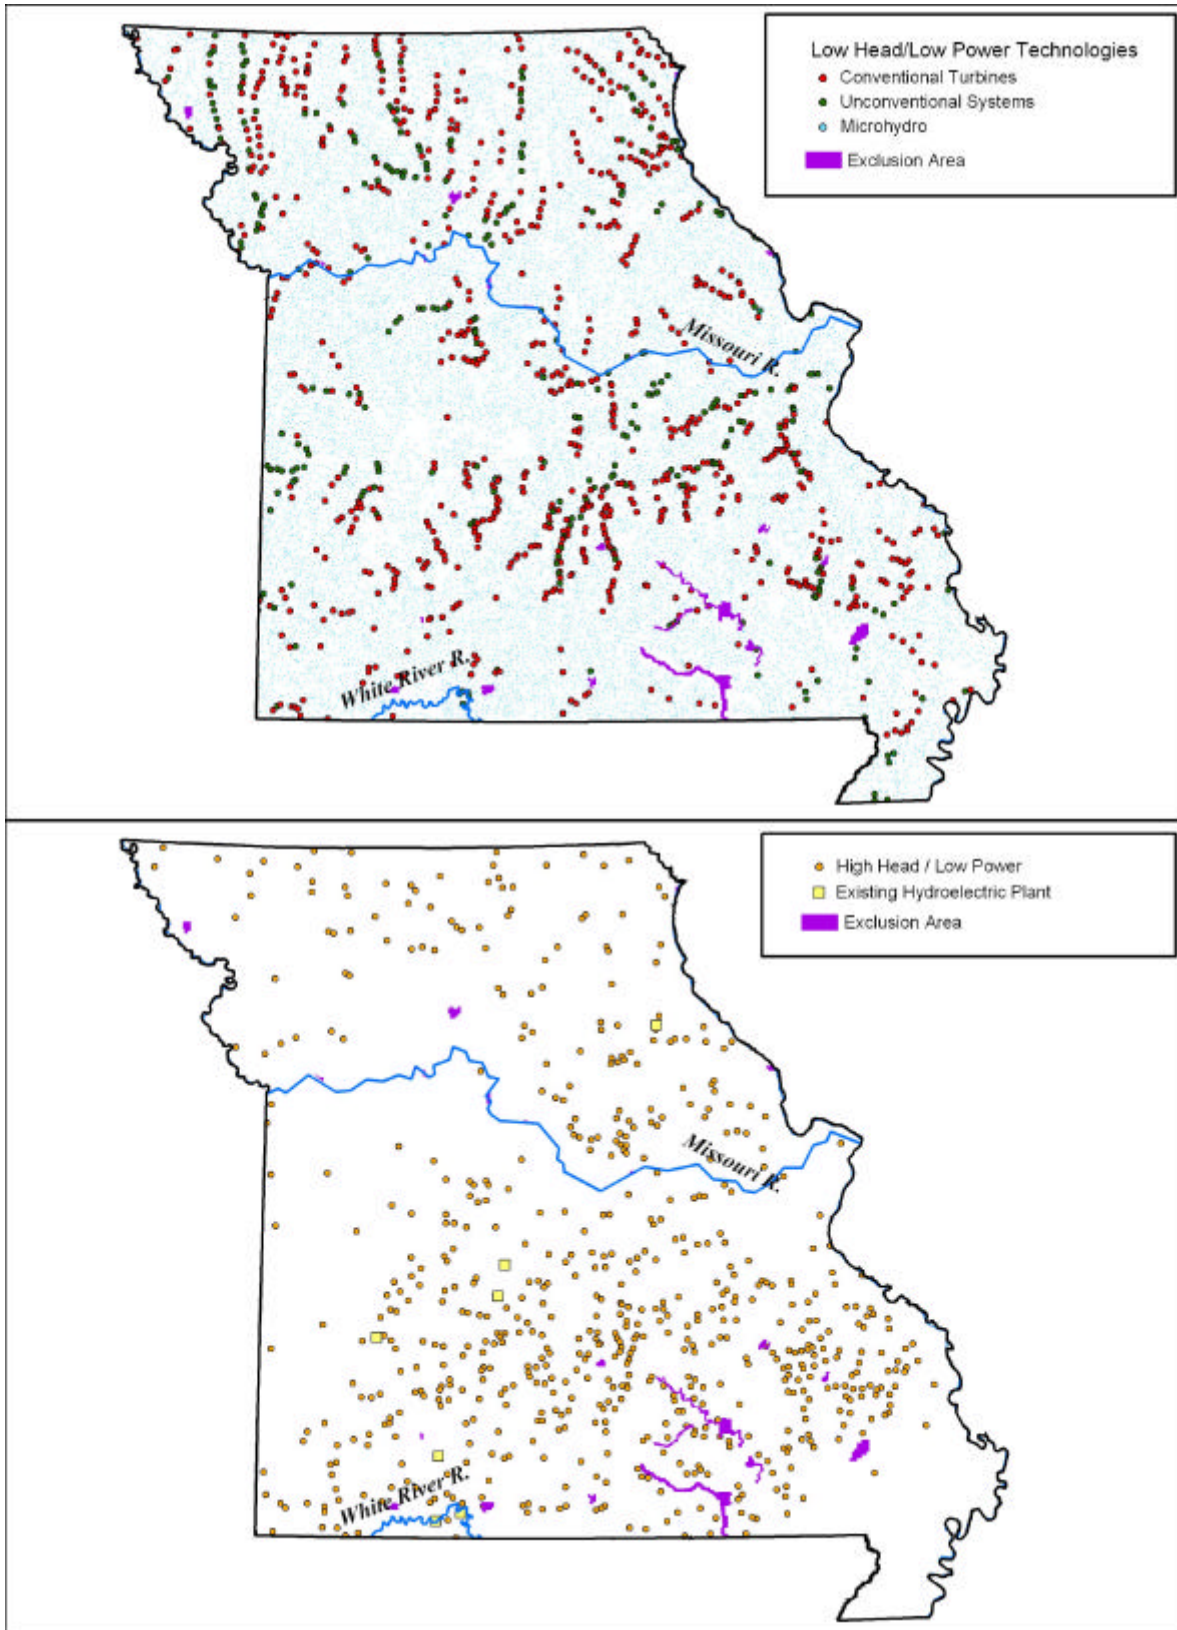 Low Head/Low Power Technologies
Conventional Turbines
Unconventional Systems
Microhydro
Exclusion Area
Missouri R.
White River R.
High Head / Low Power
Existing Hydroelectric Plant
Exclusion Area
Missouri R.
White River R.